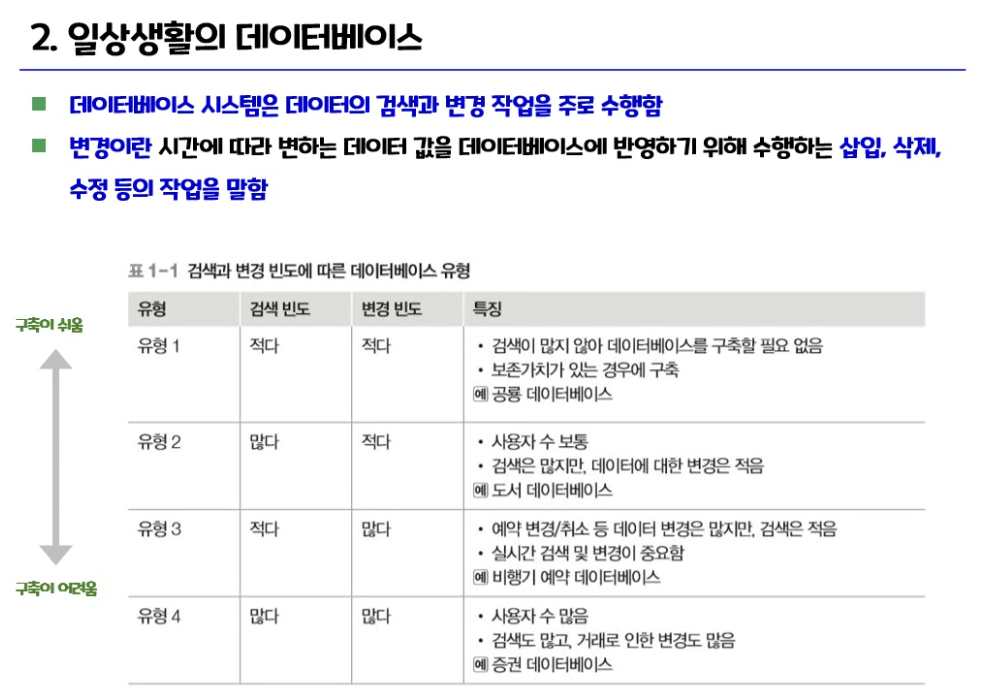 2. 일상생활의 데이터베이스
데이터베이스 시스템은 데이터의 검색과 변경 작업을 주로 수행함
변경이란 시간에 따라 변하는 데이터 값을 데이터베이스에 반영하기 위해 수행하는 삽입, 삭제,
수정 등의 작업을 말함
표 1-1 검색과 변경 빈도에 따른 데이터베이스 유형
구축이 쉬움
유형 검색 빈도 변경 빈도 특징
유형 1 적다 적다 • 검색이 많지 않아 데이터베이스를 구축할 필요 없음
• 보존가치가 있는 경우에 구축
예 공룡 데이터베이스
유형 2 많다 적다 • 사용자 수 보통
• 검색은 많지만, 데이터에 대한 변경은 적음
예 도서 데이터베이스
유형 3 적다 많다 • 예약 변경/취소 등 데이터 변경은 많지만, 검색은 적음
• 실시간 검색 및 변경이 중요함
예 비행기 예약 데이터베이스
구축이 어려움
유형 4 많다 많다 • 사용자 수 많음
• 검색도 많고, 거래로 인한 변경도 많음
예 증권 데이터베이스